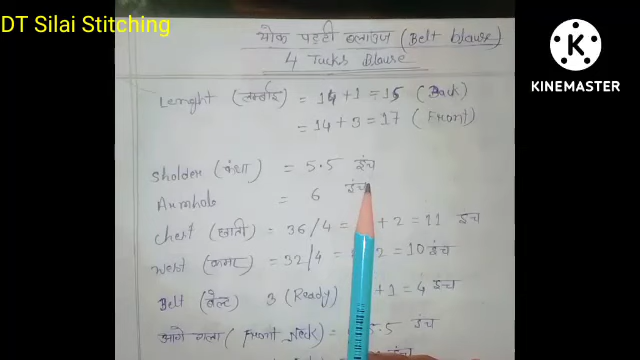 DT Silai Stitching
KINEMASTER
योक पट्टी ब्लाउज (Belt blouse)
4 Tucks Blouse
Lenght (लम्बाई) = 14 + 1 = 15 (Back)
= 14 + 3 = 17 (Front)
Sholder (कंधा) = 5.5 इंच
= 6 इंच
Chest (छाती) = 36/4 = + 2 = 11 इंच
West (कमर) = 32/4 = 2 = 10 इंच
Belt (बेल्ट) 3 (Ready) + 1 = 4 इंच
आगे गला (Front Neck) = 5.5 इंच